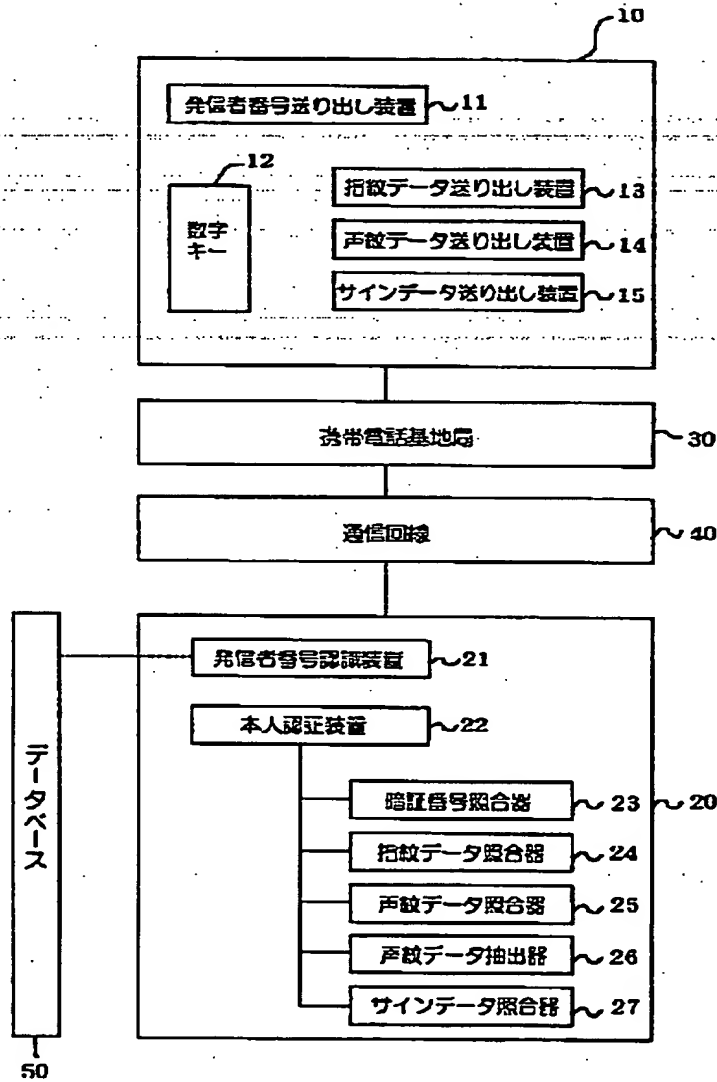 10
発信者番号送り出し装置 11
12
数字
キー
指紋データ送り出し装置 13
声紋データ送り出し装置 14
サインデータ送り出し装置 15
携帯電話基地局 30
通信回線 40
発信者番号認識装置 21
本人認証装置 22
暗証番号照合器 23
20
指紋データ照合器 24
声紋データ照合器 25
声紋データ抽出器 26
サインデータ照合器 27
データベース
50